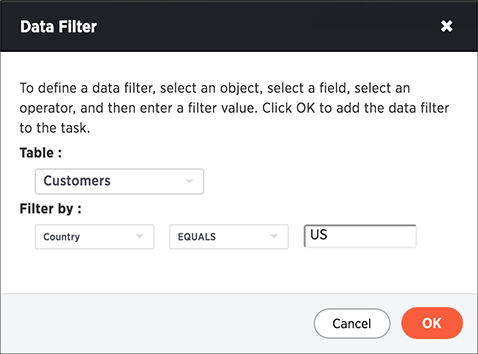 Data Filter
To define a data filter, select an object, select a field, select an
operator, and then enter a filter value. Click OK to add the data filter
to the task.
Table :
Customers
Filter by :
Country EQUALS US
Cancel OK